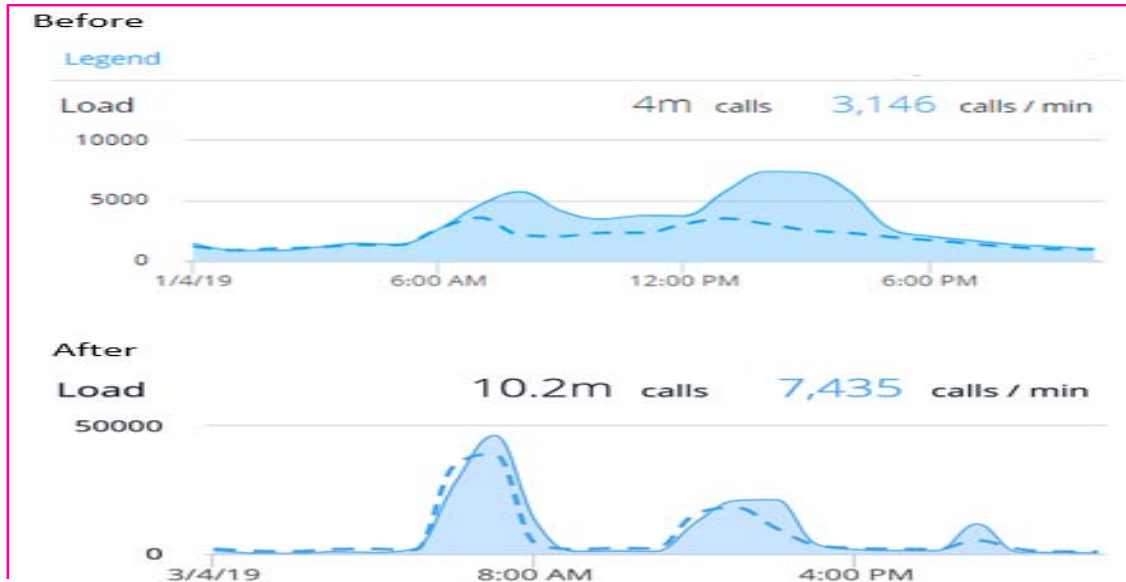 Before
Legend
Load 4m calls 3,146 calls / min
10000
5000
0
1/4/19 6:00 AM 12:00 PM 6:00 PM
After
Load 10.2m calls 7,435 calls / min
50000
0
3/4/19 8:00 AM 4:00 PM